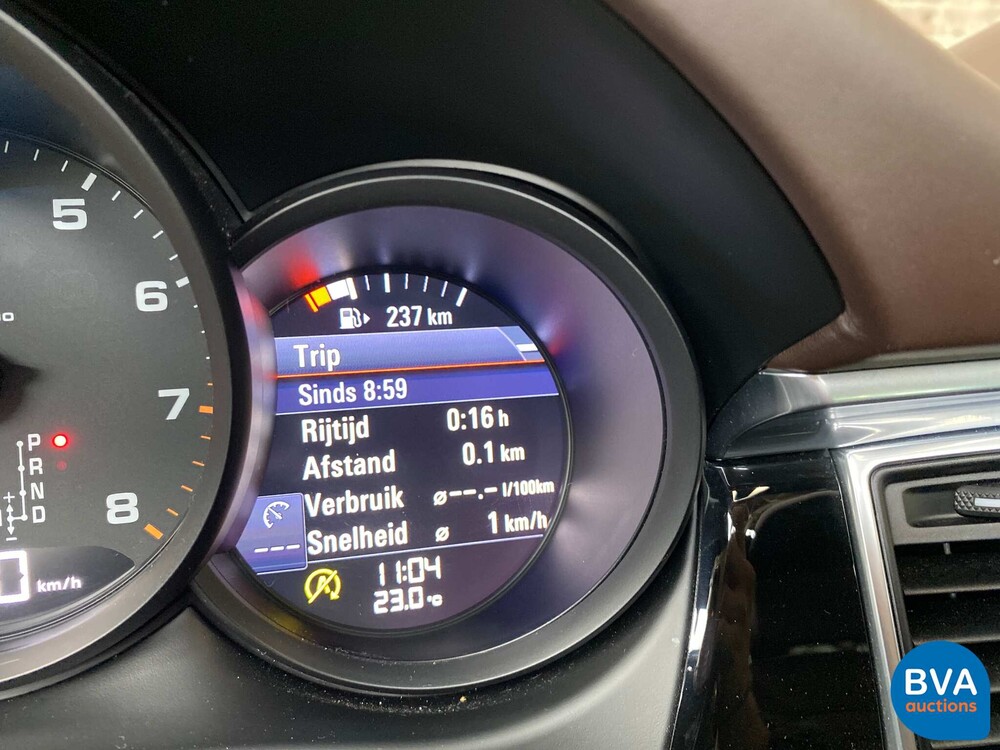 5
6
7
8
P
R
N
D
km/h
237 km
Trip
Sinds 8:59
Rijtijd 0:16 h
Afstand 0.1 km
Verbruik ⌀--.- l/100km
Snelheid ⌀ 1 km/h
---
11:04
23.0 °C
BVA
auctions